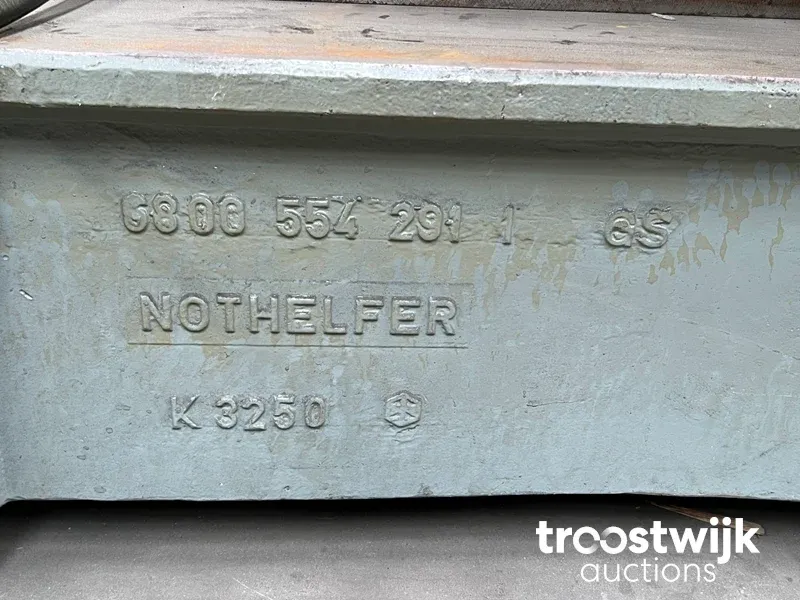 6800 554 291 1 GS
NOTHELFER
K 3250
troostwijk
auctions